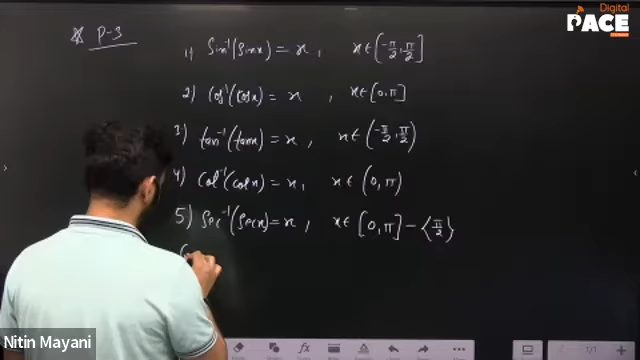 Digital
PACE
P-3
1) Sin⁻¹(Sinx) = x, x∈[-π/2, π/2]
2) Cos⁻¹(Cosx) = x, x∈[0,π]
3) tan⁻¹(tanx) = x, x∈(-π/2, π/2)
4) Cot⁻¹(Cotx) = x, x∈(0,π)
5) Sec⁻¹(Secx) = x, x∈[0,π] - {π/2}
Nitin Mayani